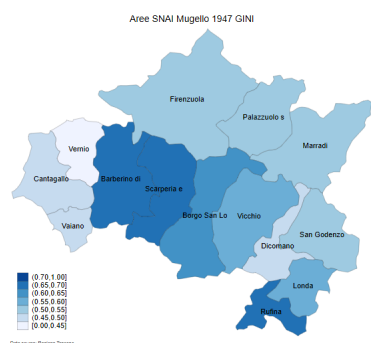 Aree SNAI Mugello 1947 GINI
Firenzuola
Palazzuolo s
Marradi
Vernio
Cantagallo
Barberino di
Scarperia e
Borgo San Lo
Vicchio
Vaiano
San Godenzo
Dicomano
Londa
Rufina
(0.70,1.00]
(0.65,0.70]
(0.60,0.65]
(0.55,0.60]
(0.50,0.55]
(0.45,0.50]
[0.00,0.45]